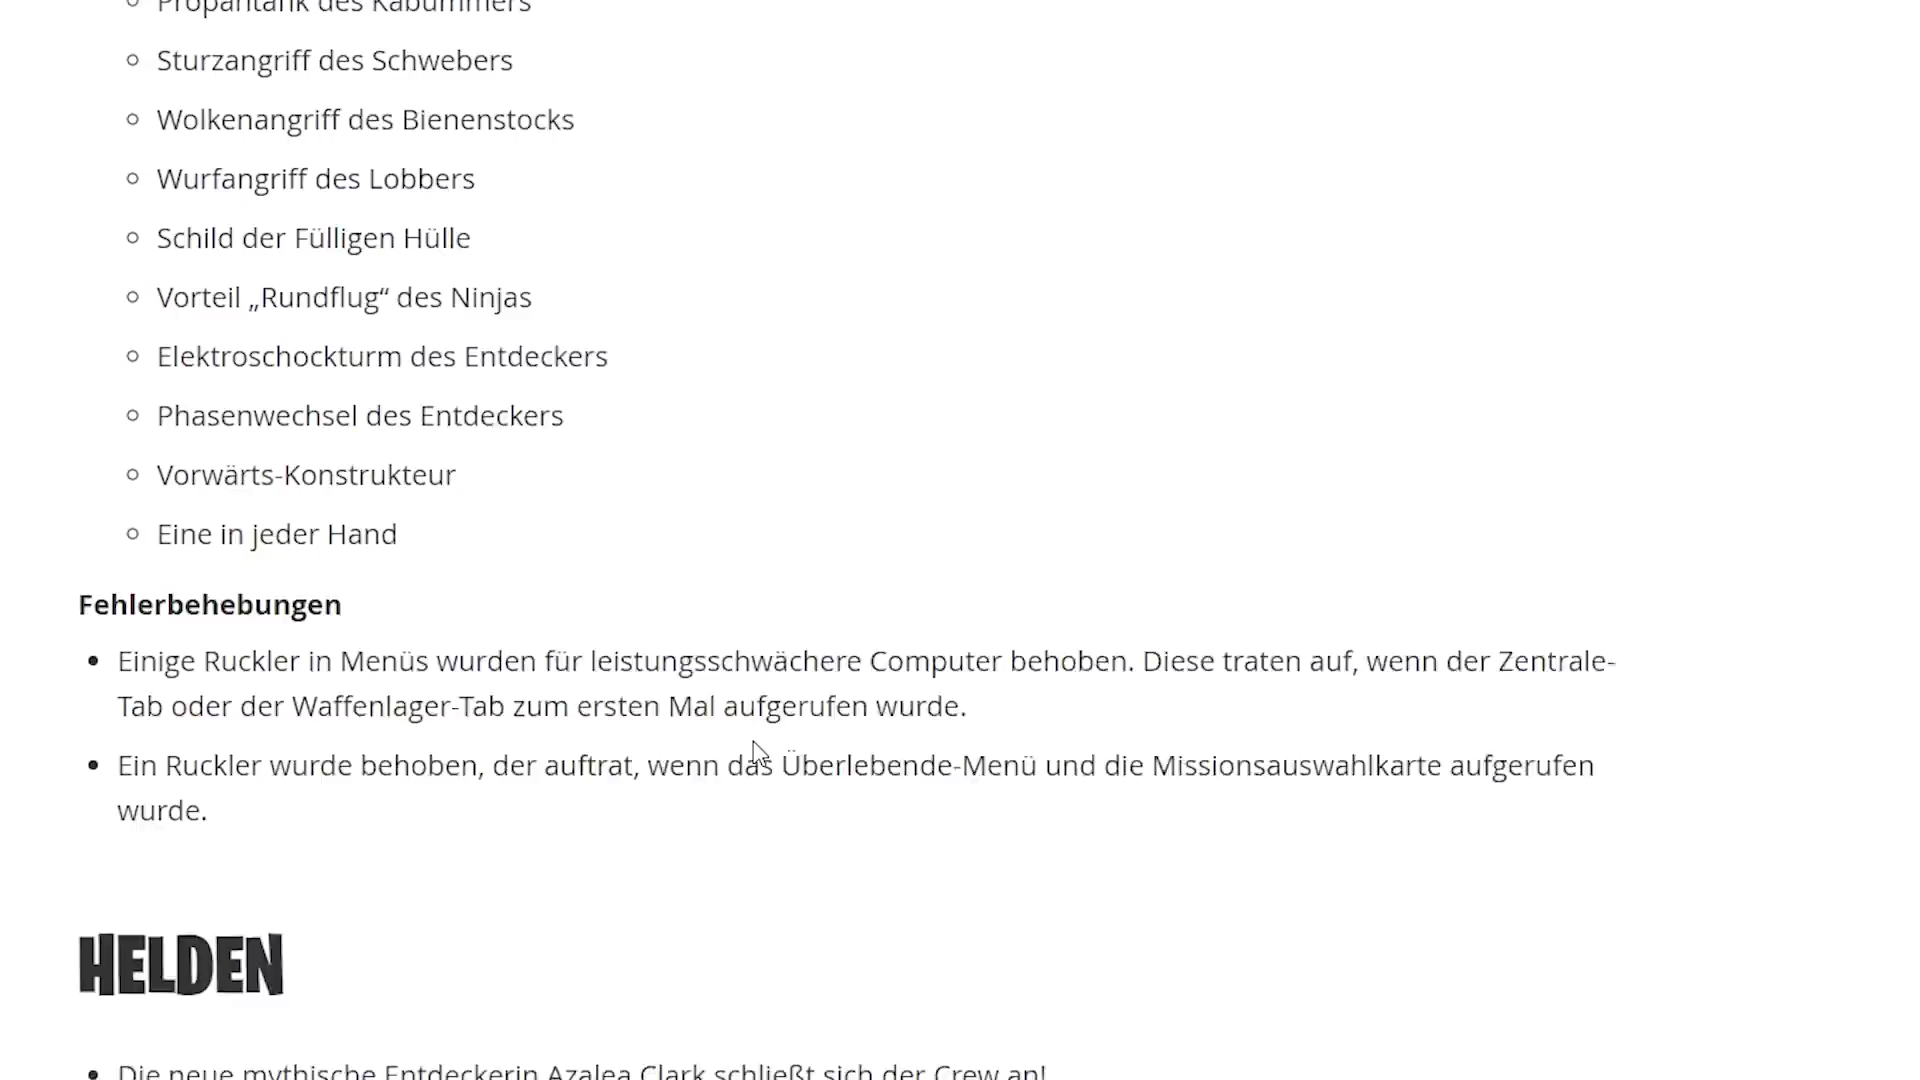 Propantank des Kabummers
Sturzangriff des Schwebers
Wolkenangriff des Bienenstocks
Wurfangriff des Lobbers
Schild der Fülligen Hülle
Vorteil „Rundflug“ des Ninjas
Elektroschockturm des Entdeckers
Phasenwechsel des Entdeckers
Vorwärts-Konstrukteur
Eine in jeder Hand
Fehlerbehebungen
Einige Ruckler in Menüs wurden für leistungsschwächere Computer behoben. Diese traten auf, wenn der Zentrale-
Tab oder der Waffenlager-Tab zum ersten Mal aufgerufen wurde.
Ein Ruckler wurde behoben, der auftrat, wenn das Überlebende-Menü und die Missionsauswahlkarte aufgerufen
wurde.
HELDEN
Die neue mythische Entdeckerin Azalea Clark schließt sich der Crew an!